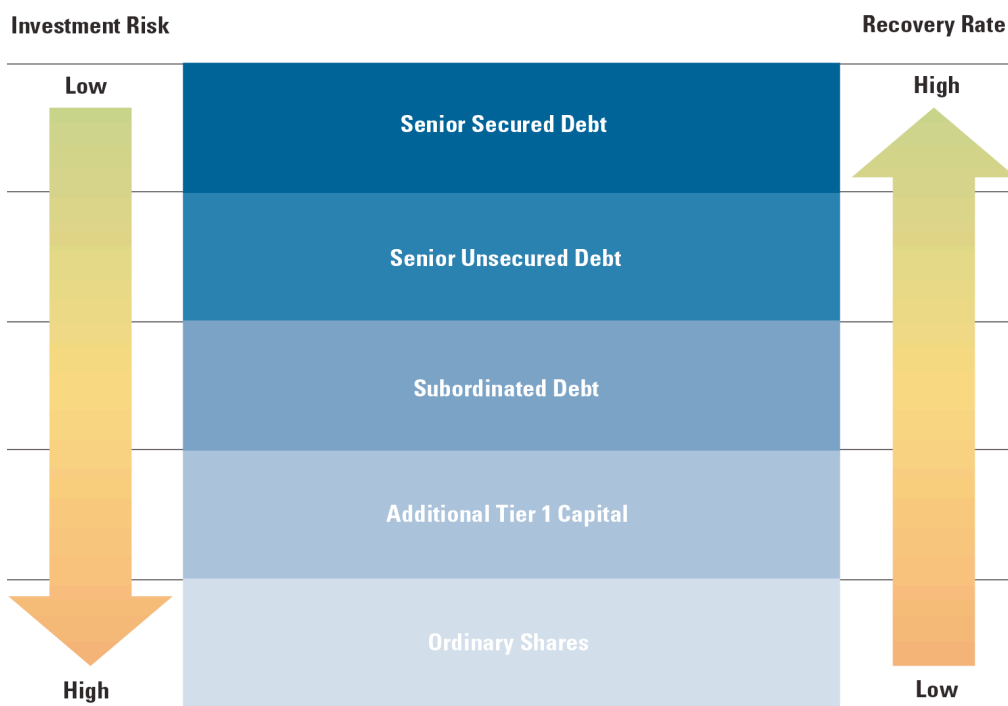 Investment Risk
Recovery Rate
Low
High
Senior Secured Debt
Senior Unsecured Debt
Subordinated Debt
Additional Tier 1 Capital
Ordinary Shares
High
Low